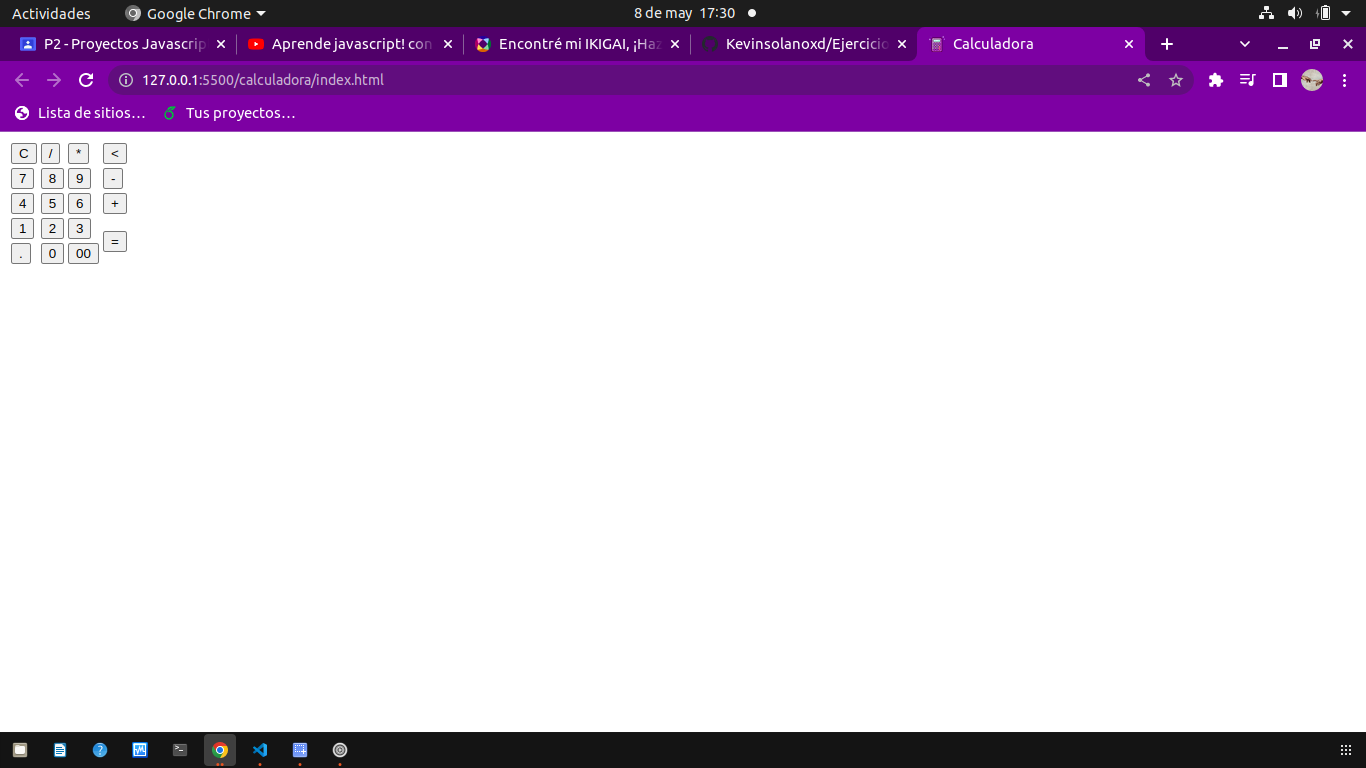 Actividades Google Chrome 8 de may 17:30
P2 - Proyectos Javascrip Aprende javascript! con Encontré mi IKIGAI, ¡Haz Kevinsolanoxd/Ejercicio Calculadora
127.0.0.1:5500/calculadora/index.html
Lista de sitios… Tus proyectos…
C / * <
7 8 9 -
4 5 6 +
1 2 3
=
. 0 00